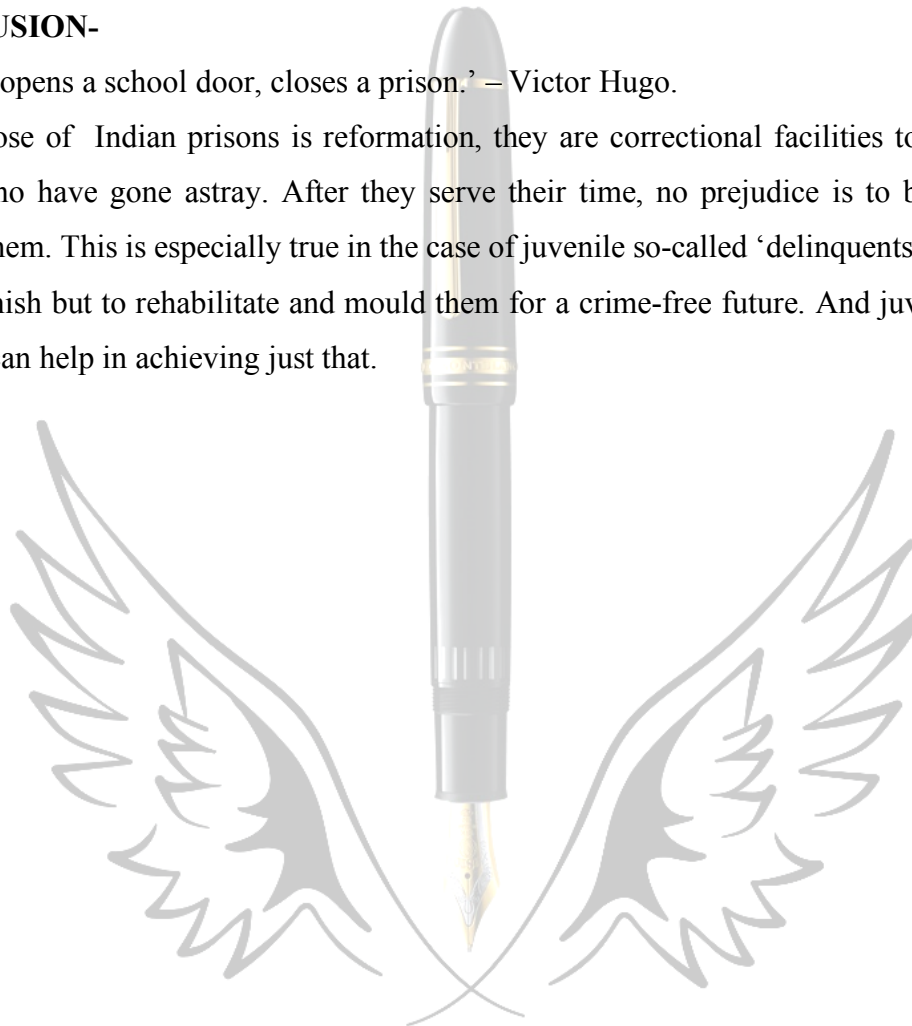 USION-
opens a school door, closes a prison.’ – Victor Hugo.
ose of Indian prisons is reformation, they are correctional facilities to
no have gone astray. After they serve their time, no prejudice is to b
hem. This is especially true in the case of juvenile so-called ‘delinquents
nish but to rehabilitate and mould them for a crime-free future. And juv
an help in achieving just that.